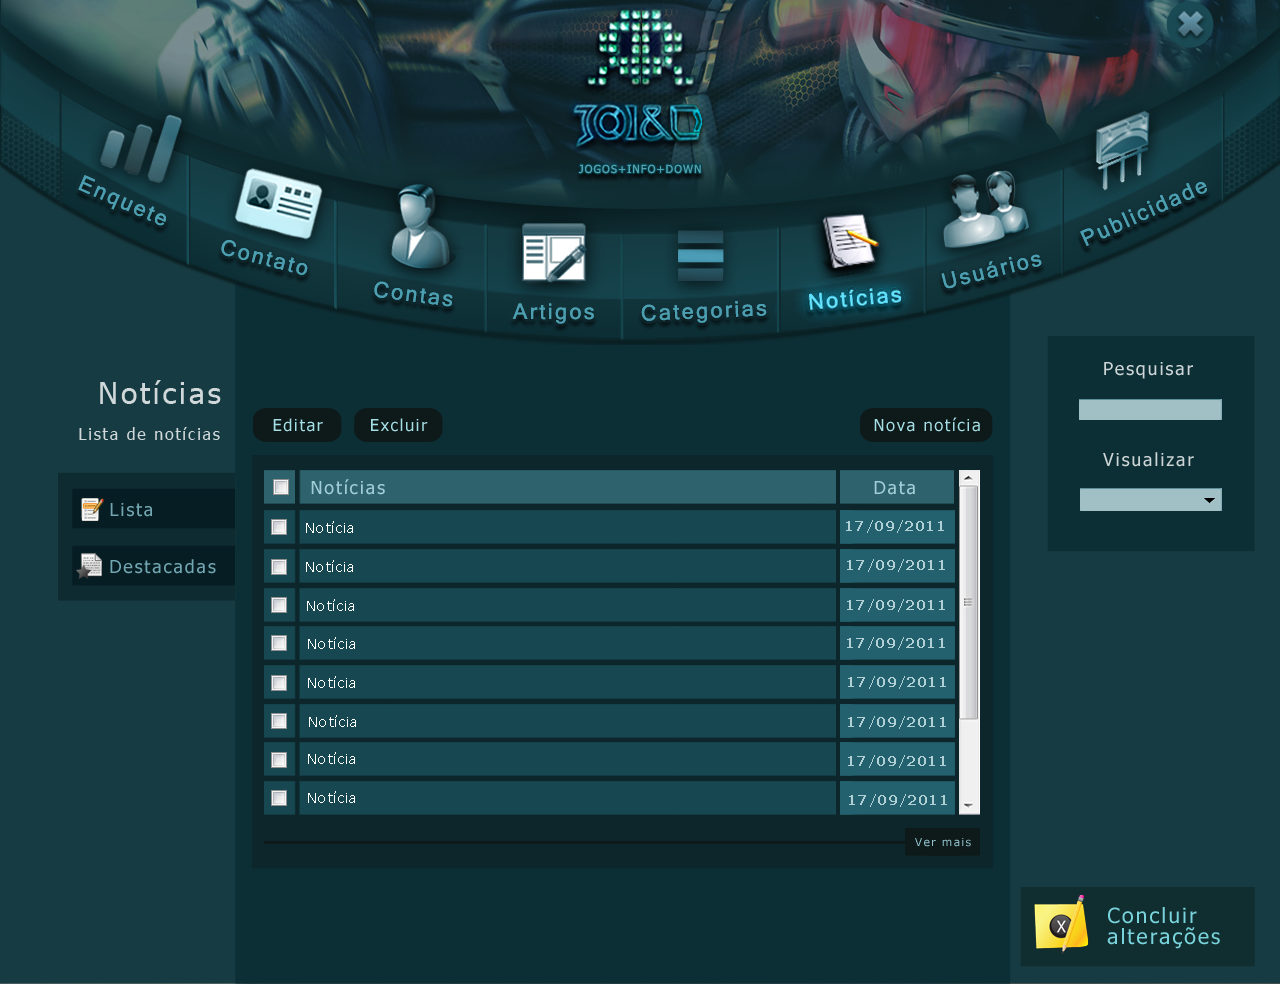 JOI&D
JOGOS+INFO+DOWN
Enquete
Contato
Contas
Artigos
Categorias
Notícias
Usuários
Publicidade
Notícias
Lista de notícias
Lista
Destacadas
Editar
Excluir
Nova notícia
Notícias
Data
Notícia
17/09/2011
Notícia
17/09/2011
Notícia
17/09/2011
Notícia
17/09/2011
Notícia
17/09/2011
Notícia
17/09/2011
Notícia
17/09/2011
Notícia
17/09/2011
Ver mais
Pesquisar
Visualizar
X
Concluir
alterações